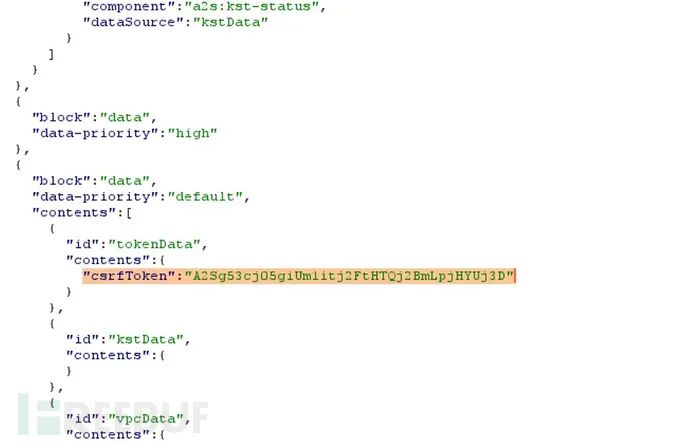 "component":"a2s:kst-status",
"dataSource":"kstData"
}
]
}
},
{
"block":"data",
"data-priority":"high"
},
{
"block":"data",
"data-priority":"default",
"contents":[
{
"id":"tokenData",
"contents":{
"csrfToken":"A2Sg53cjO5giUm1itj2FtHTQj2BmLpjHYUj3D"
}
},
{
"id":"kstData",
"contents":{
}
},
{
"id":"vpcData",
"contents":{
FREEBUF